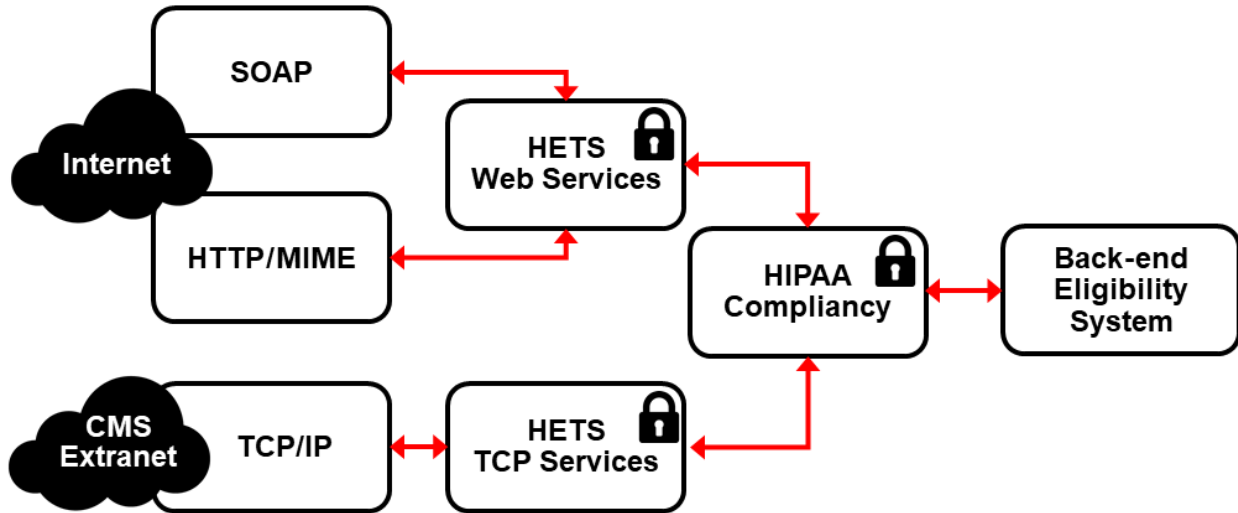 SOAP
Internet
HTTP/MIME
HETS
Web Services
HIPAA
Compliancy
Back-end
Eligibility
System
CMS
Extranet
TCP/IP
HETS
TCP Services